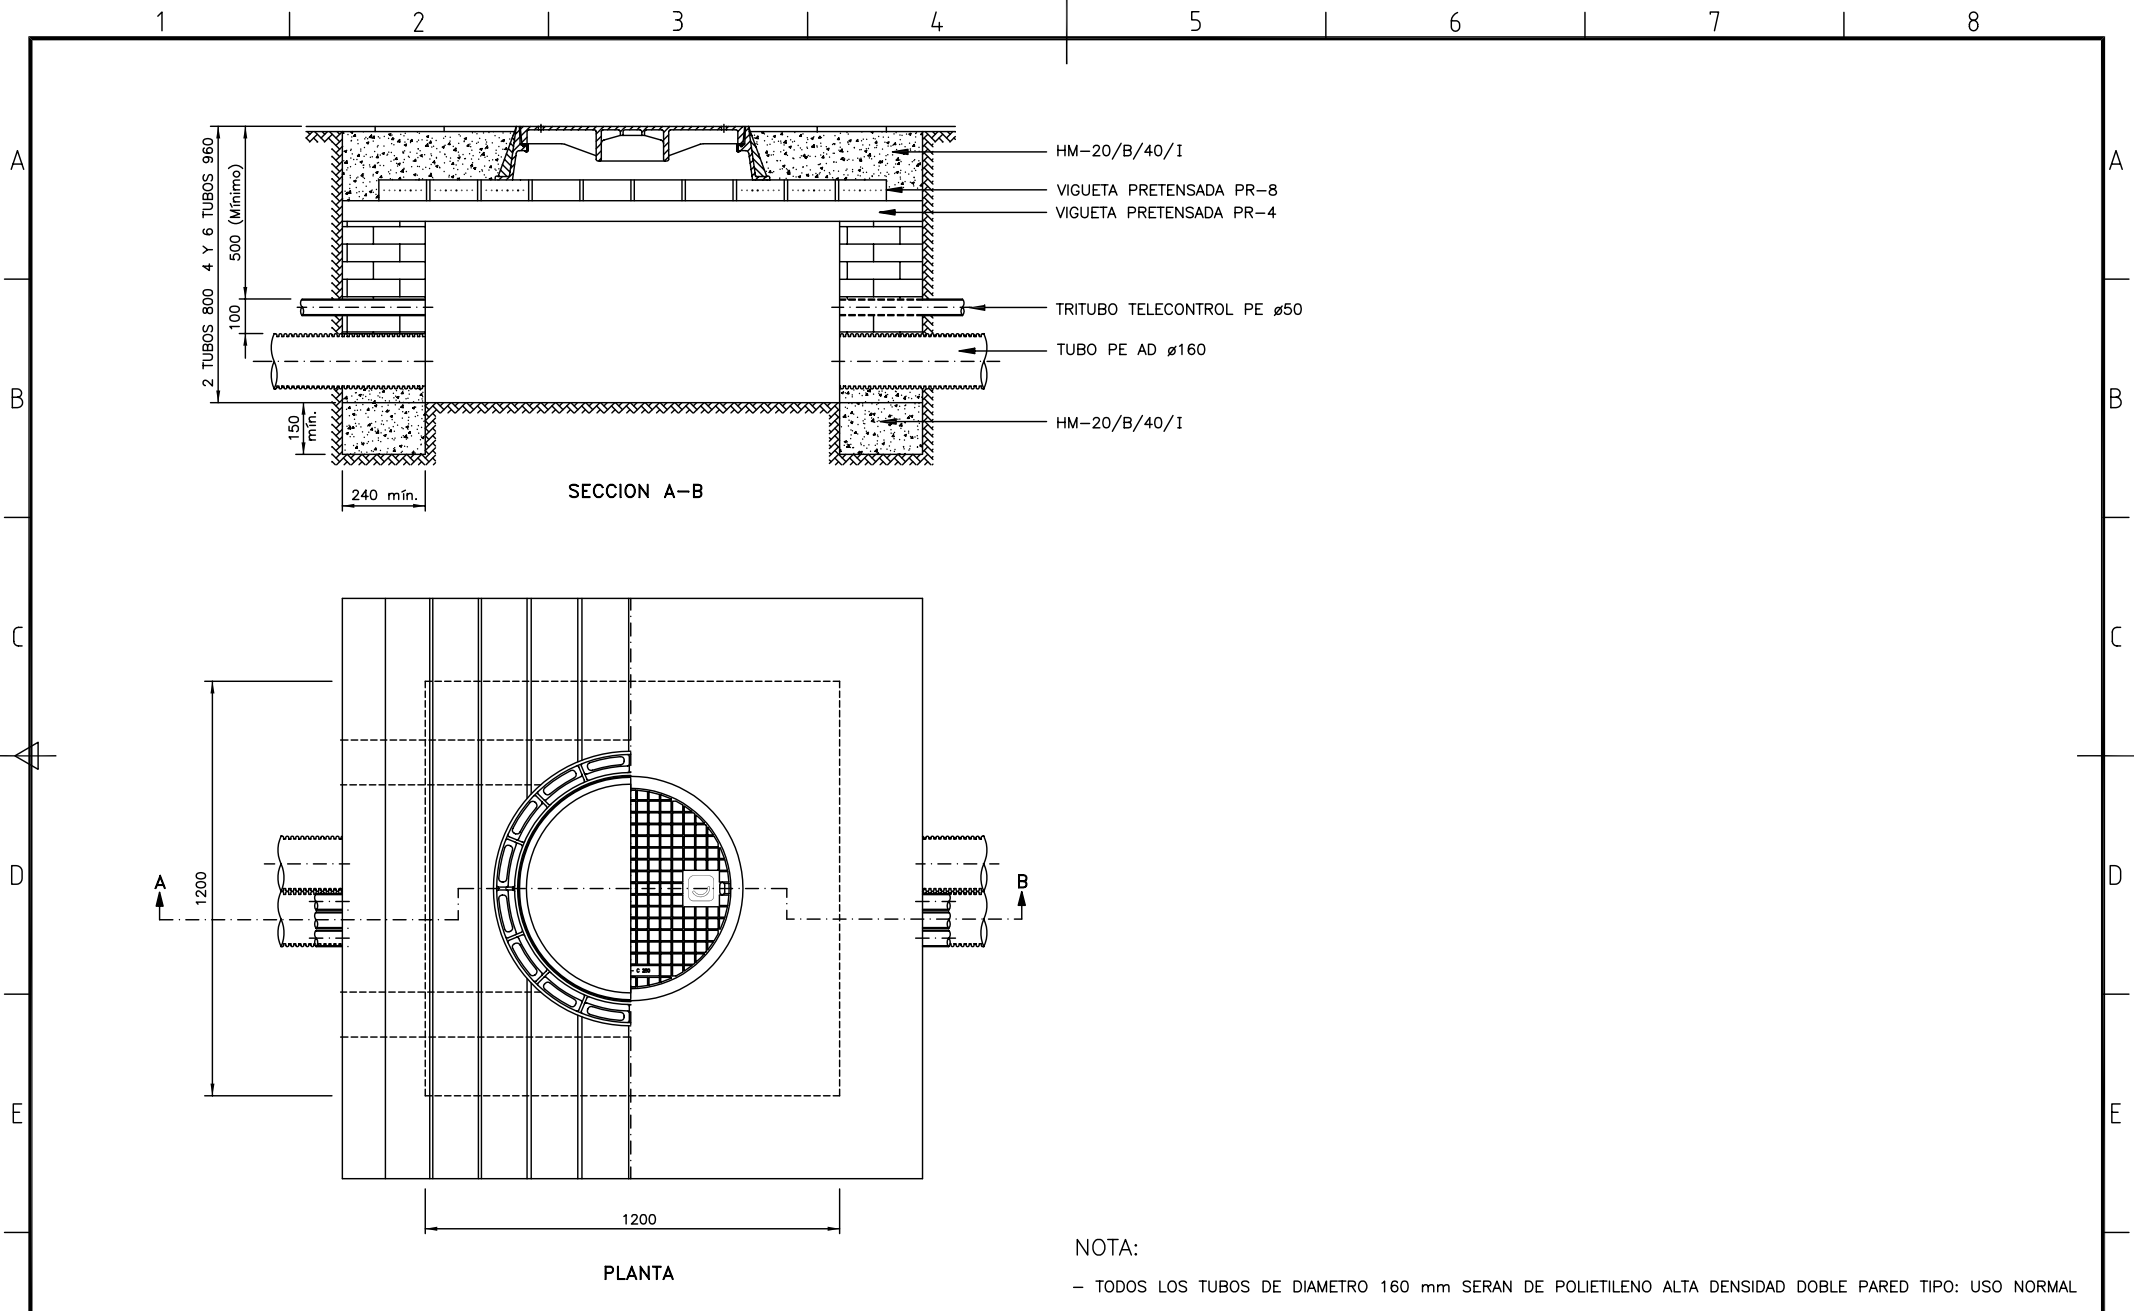 1 2 3 4 5 6 7 8
A A
HM-20/B/40/I
VIGUETA PRETENSADA PR-8
VIGUETA PRETENSADA PR-4
2 TUBOS 800 4 Y 6 TUBOS 960
500 (Mínimo)
100
TRITUBO TELECONTROL PE ø50
TUBO PE AD ø160
B B
150
mín.
HM-20/B/40/I
240 mín.
SECCION A-B
C C
D D
A
B
1200
C 250
E E
1200
PLANTA
NOTA:
- TODOS LOS TUBOS DE DIAMETRO 160 mm SERAN DE POLIETILENO ALTA DENSIDAD DOBLE PARED TIPO: USO NORMAL